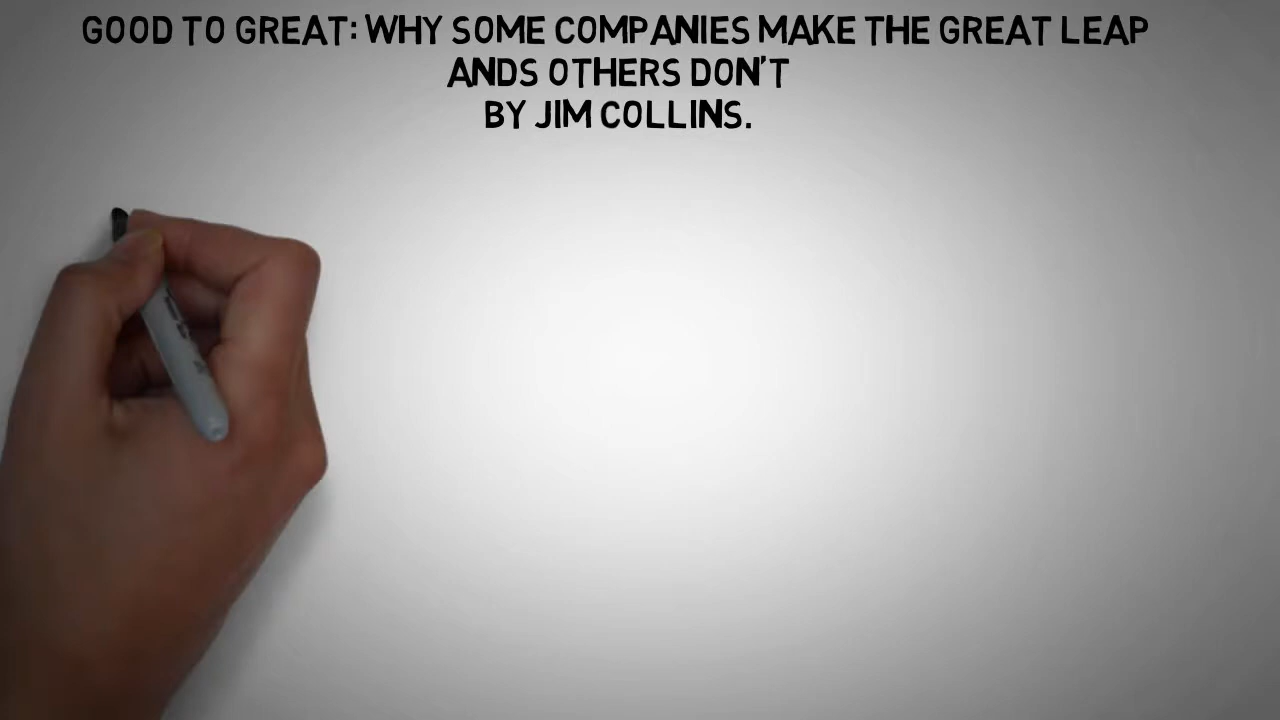 GOOD TO GREAT: WHY SOME COMPANIES MAKE THE GREAT LEAP
ANDS OTHERS DON'T
BY JIM COLLINS.